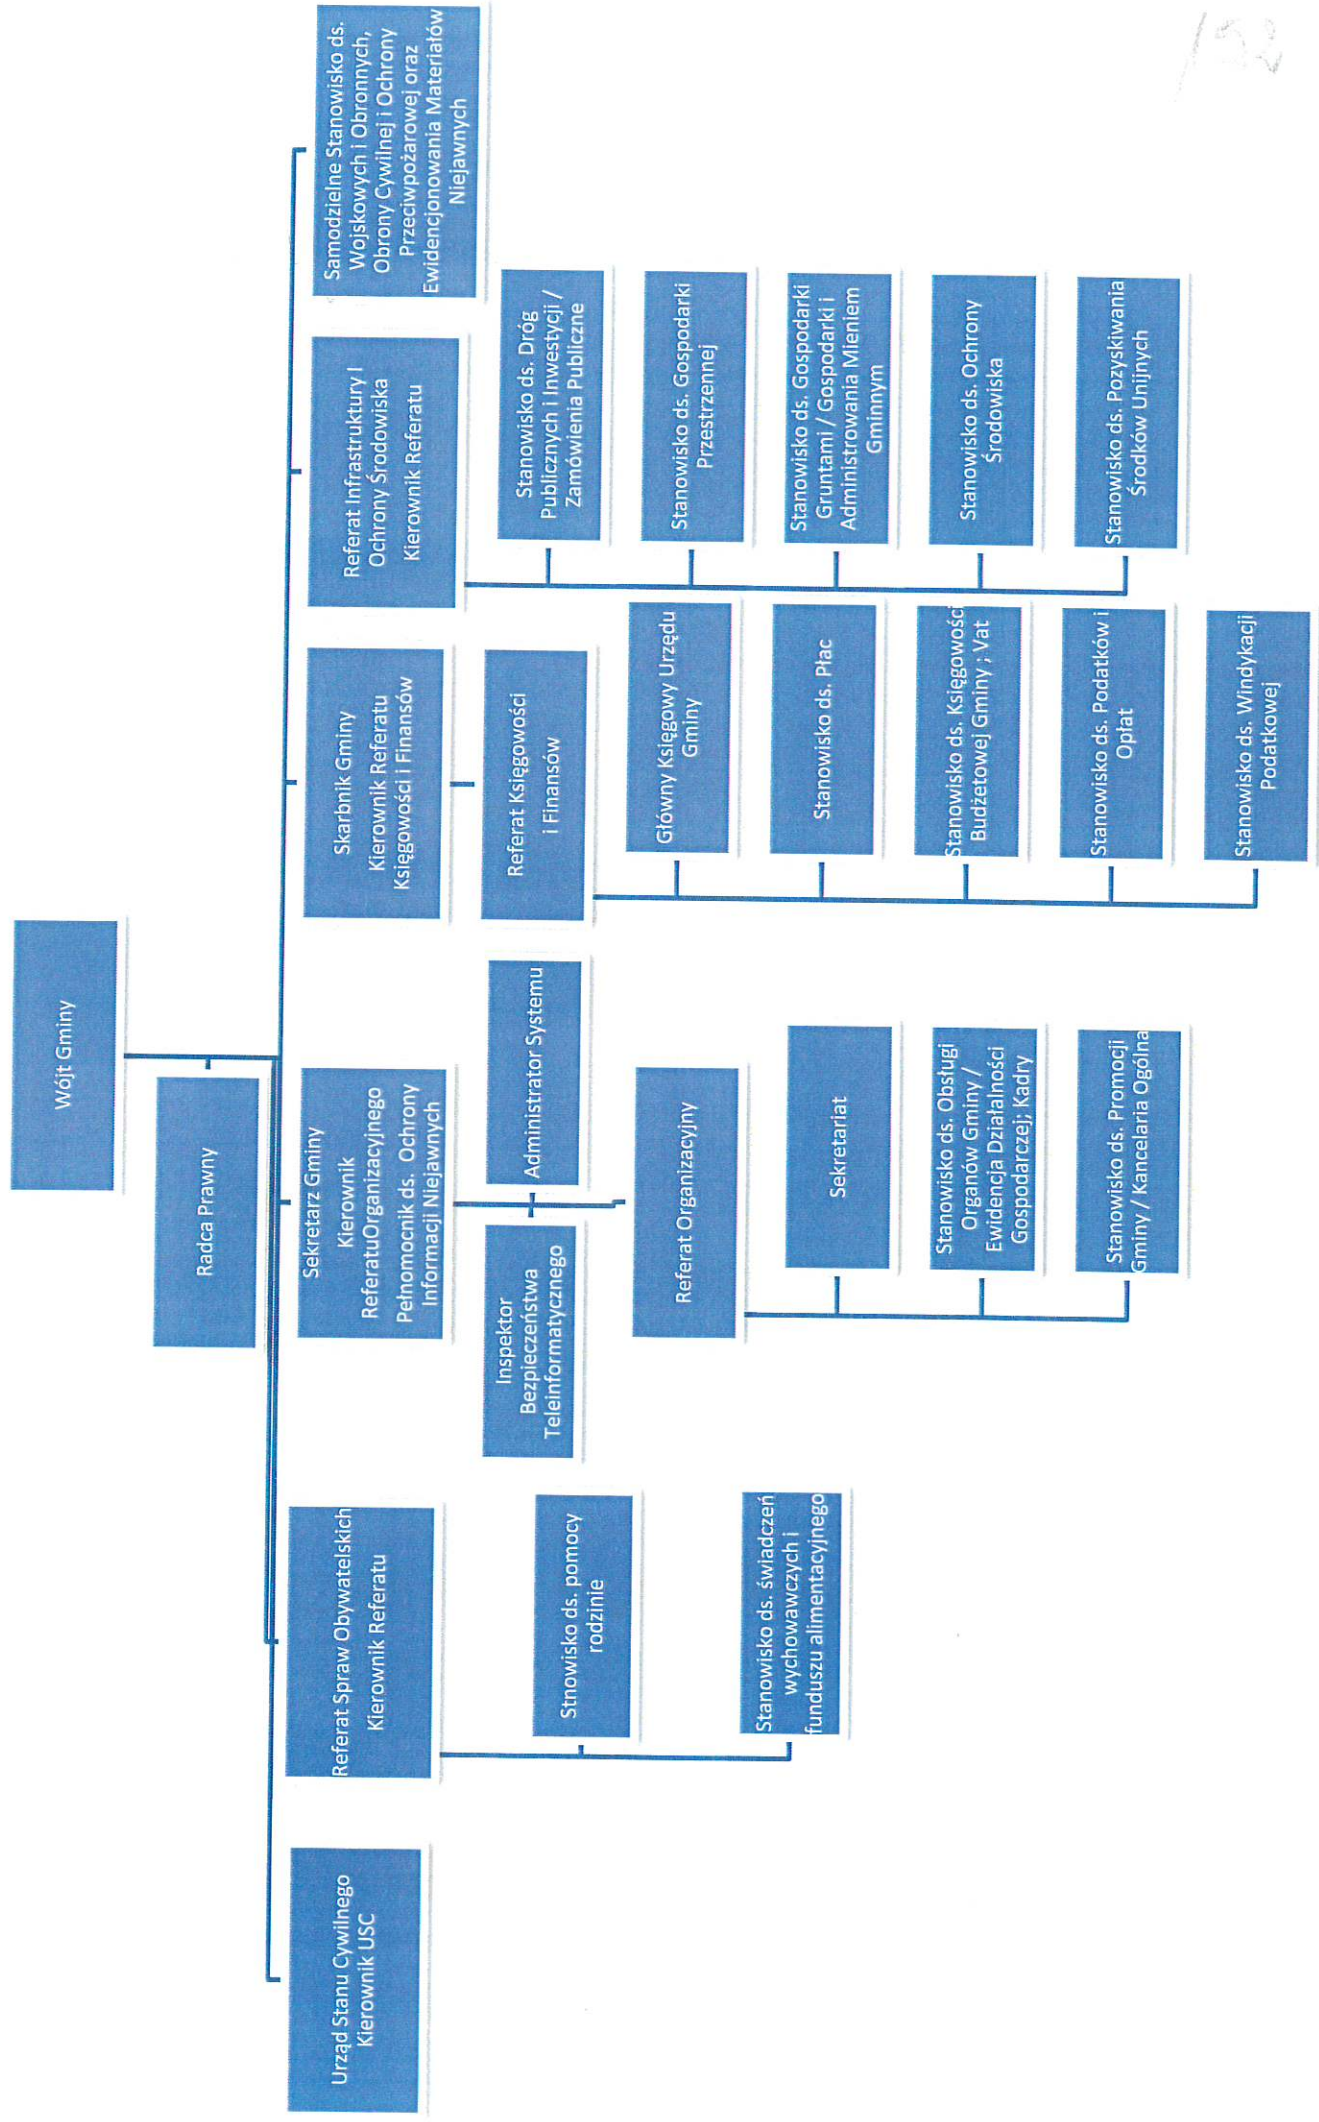 Wójt Gminy
Radca Prawny
Urząd Stanu Cywilnego
Kierownik USC
Referat Spraw Obywatelskich
Kierownik Referatu
Stnowisko ds. pomocy
rodzinie
Stanowisko ds. świadczeń
wychowawczych i
funduszu alimentacyjnego
Sekretarz Gminy
Kierownik
ReferatuOrganizacyjnego
Pełnomocnik ds. Ochrony
Informacji Niejawnych
Inspektor
Bezpieczeństwa
Teleinformatycznego
Administrator Systemu
Referat Organizacyjny
Sekretariat
Stanowisko ds. Obsługi
Organów Gminy /
Ewidencja Działalności
Gospodarczej; Kadry
Stanowisko ds. Promocji
Gminy / Kancelaria Ogólna
Skarbnik Gminy
Kierownik Referatu
Księgowości i Finansów
Referat Księgowości
i Finansów
Główny Księgowy Urzędu
Gminy
Stanowisko ds. Płac
Stanowisko ds. Księgowości
Budżetowej Gminy ; Vat
Stanowisko ds. Podatków i
Opłat
Stanowisko ds. Windykacji
Podatkowej
Referat Infrastruktury I
Ochrony Środowiska
Kierownik Referatu
Stanowisko ds. Dróg
Publicznych i Inwestycji /
Zamówienia Publiczne
Stanowisko ds. Gospodarki
Przestrzennej
Stanowisko ds. Gospodarki
Gruntami / Gospodarki i
Administrowania Mieniem
Gminnym
Stanowisko ds. Ochrony
Środowiska
Stanowisko ds. Pozyskiwania
Środków Unijnych
Samodzielne Stanowisko ds.
Wojskowych i Obronnych,
Obrony Cywilnej i Ochrony
Przeciwpożarowej oraz
Ewidencjonowania Materiałów
Niejawnych